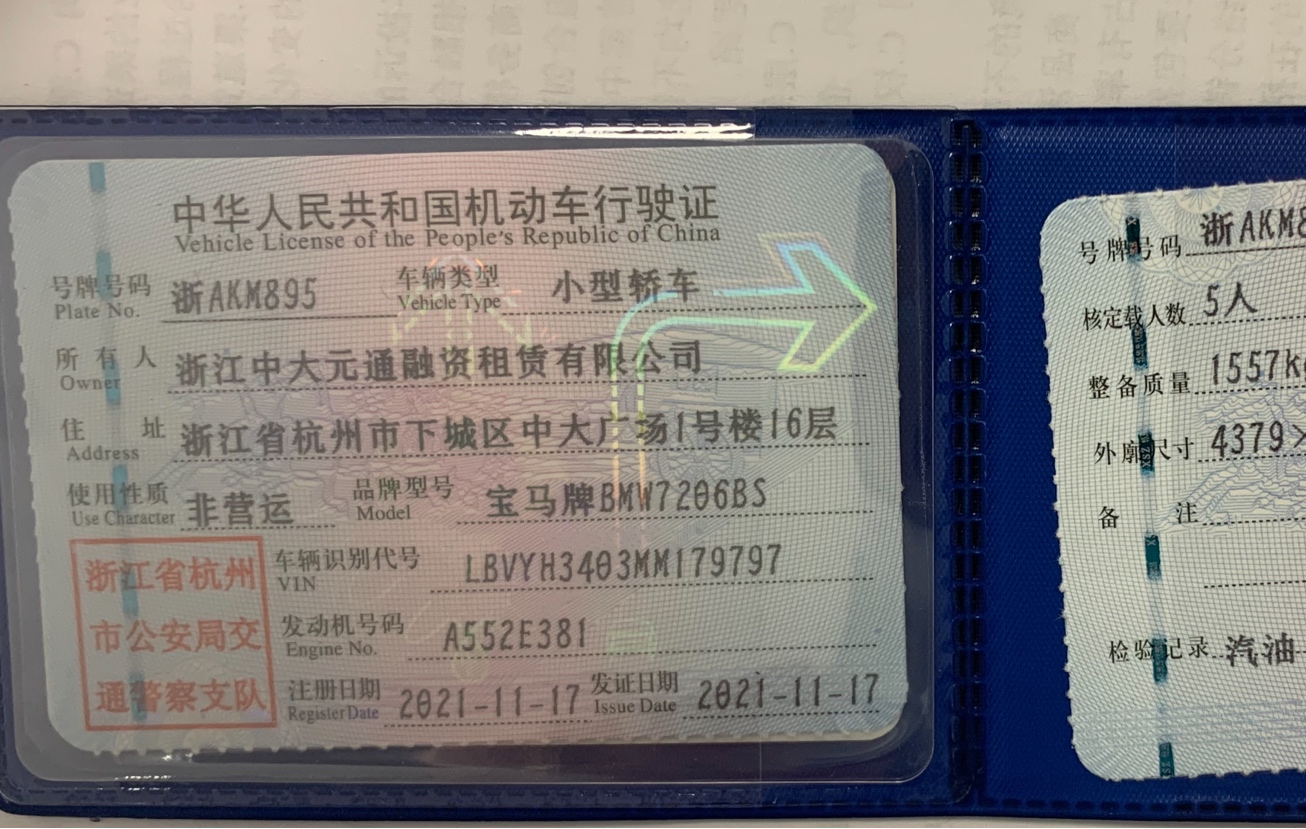 中华人民共和国机动车行驶证
Vehicle License of the People's Republic of China
号牌号码 浙AKM895 车辆类型 小型轿车
Plate No. Vehicle Type
所有人 浙江中大元通融资租赁有限公司
Owner
住址 浙江省杭州市下城区中大广场1号楼16层
Address
使用性质 非营运 品牌型号 宝马牌BMW7206BS
Use Character Model
浙江省杭州
市公安局交
通警察支队
车辆识别代号 LBVYH3403MM179797
VIN
发动机号码 A552E381
Engine No.
注册日期 2021-11-17 发证日期 2021-11-17
Register Date Issue Date
号牌号码 浙AKM8
核定载人数 5人
整备质量 1557k
外廓尺寸 4379×
备注
检验记录 汽油